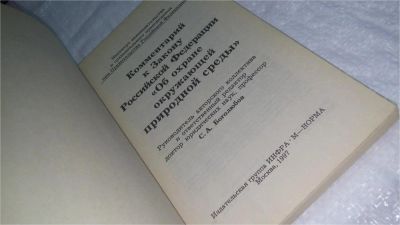 Комментарий
к Закону
Российской Федерации
«Об охране
окружающей
природной среды»
Руководитель авторского коллектива
и ответственный редактор
доктор юридических наук, профессор
С.А. Боголюбов
Издательская группа ИНФРА · М—НОРМА
Москва, 1997